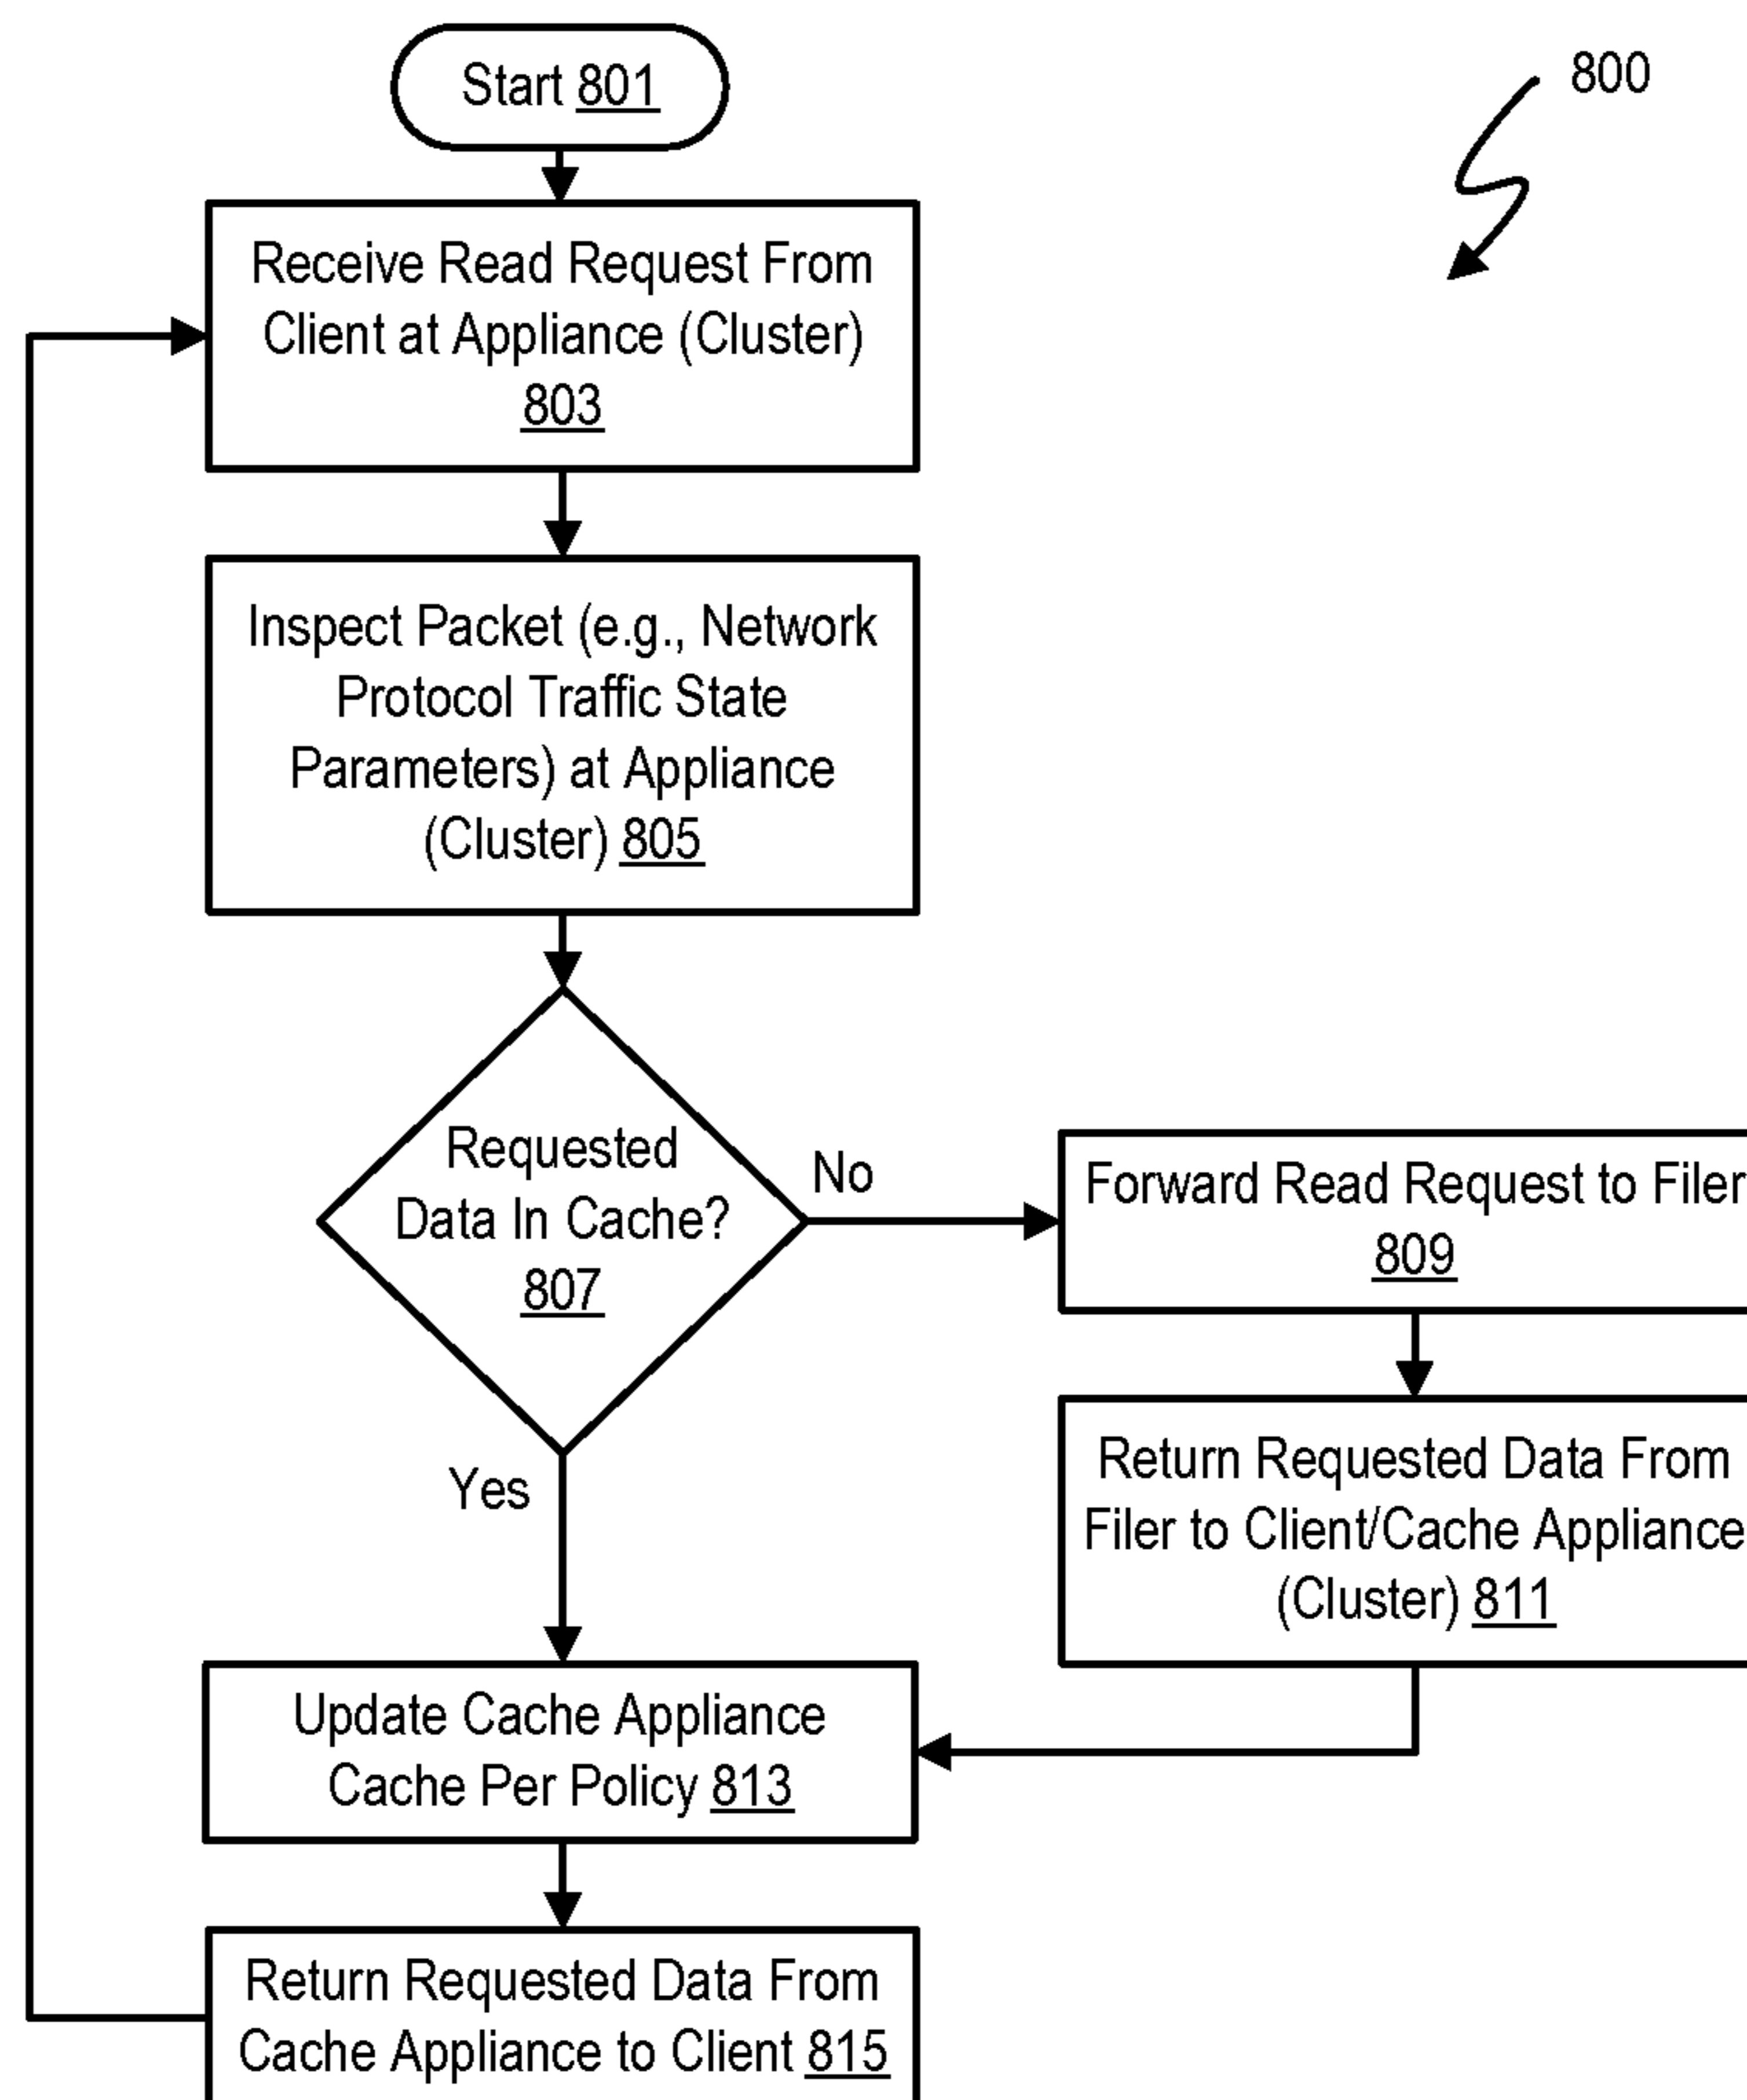 Start 801
800
Receive Read Request From
Client at Appliance (Cluster)
803
Inspect Packet (e.g., Network
Protocol Traffic State
Parameters) at Appliance
(Cluster) 805
Requested
Data In Cache?
807
No
Yes
Forward Read Request to Filer
809
Return Requested Data From
Filer to Client/Cache Appliance
(Cluster) 811
Update Cache Appliance
Cache Per Policy 813
Return Requested Data From
Cache Appliance to Client 815